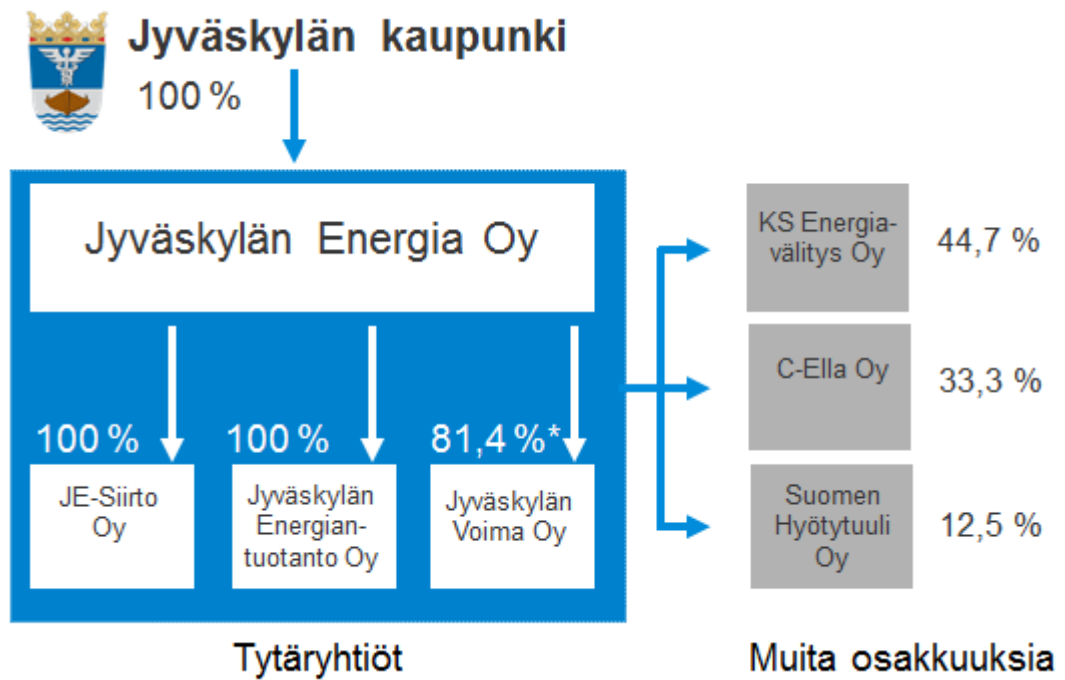 Jyväskylän kaupunki
100 %
Jyväskylän Energia Oy
100 %
JE-Siirto
Oy
100 %
Jyväskylän
Energian-
tuotanto Oy
81,4 %*
Jyväskylän
Voima Oy
Tytäryhtiöt
KS Energia-
välitys Oy
44,7 %
C-Ella Oy
33,3 %
Suomen
Hyötytuuli
Oy
12,5 %
Muita osakkuuksia